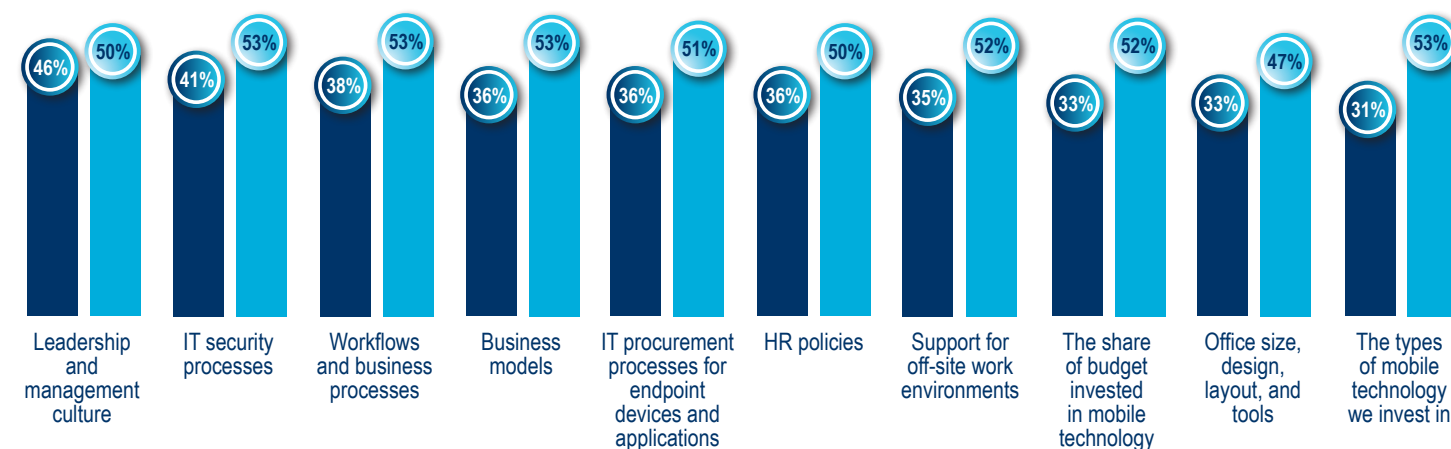 46%
50%
41%
53%
38%
53%
36%
53%
36%
51%
36%
50%
35%
52%
33%
52%
33%
47%
31%
53%
Leadership
and
management
culture
IT security
processes
Workflows
and business
processes
Business
models
IT procurement
processes for
endpoint
devices and
applications
HR policies
Support for
off-site work
environments
The share
of budget
invested
in mobile
technology
Office size,
design,
layout, and
tools
The types
of mobile
technology
we invest in